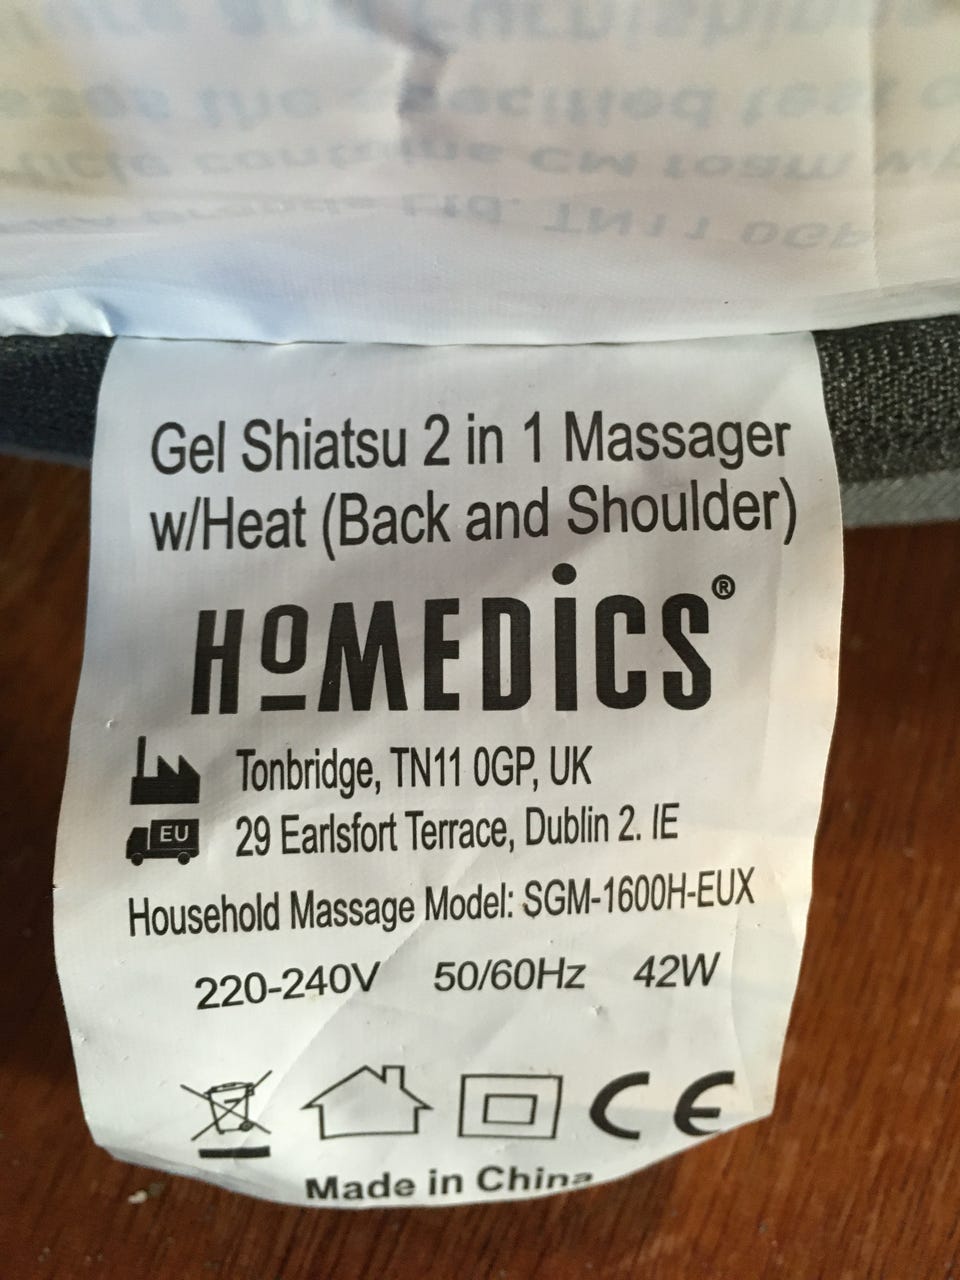 Gel Shiatsu 2 in 1 Massager
w/Heat (Back and Shoulder)
HoMEDiCS®
Tonbridge, TN11 0GP, UK
EU 29 Earlsfort Terrace, Dublin 2. IE
Household Massage Model: SGM-1600H-EUX
220-240V 50/60Hz 42W
CE
Made in China